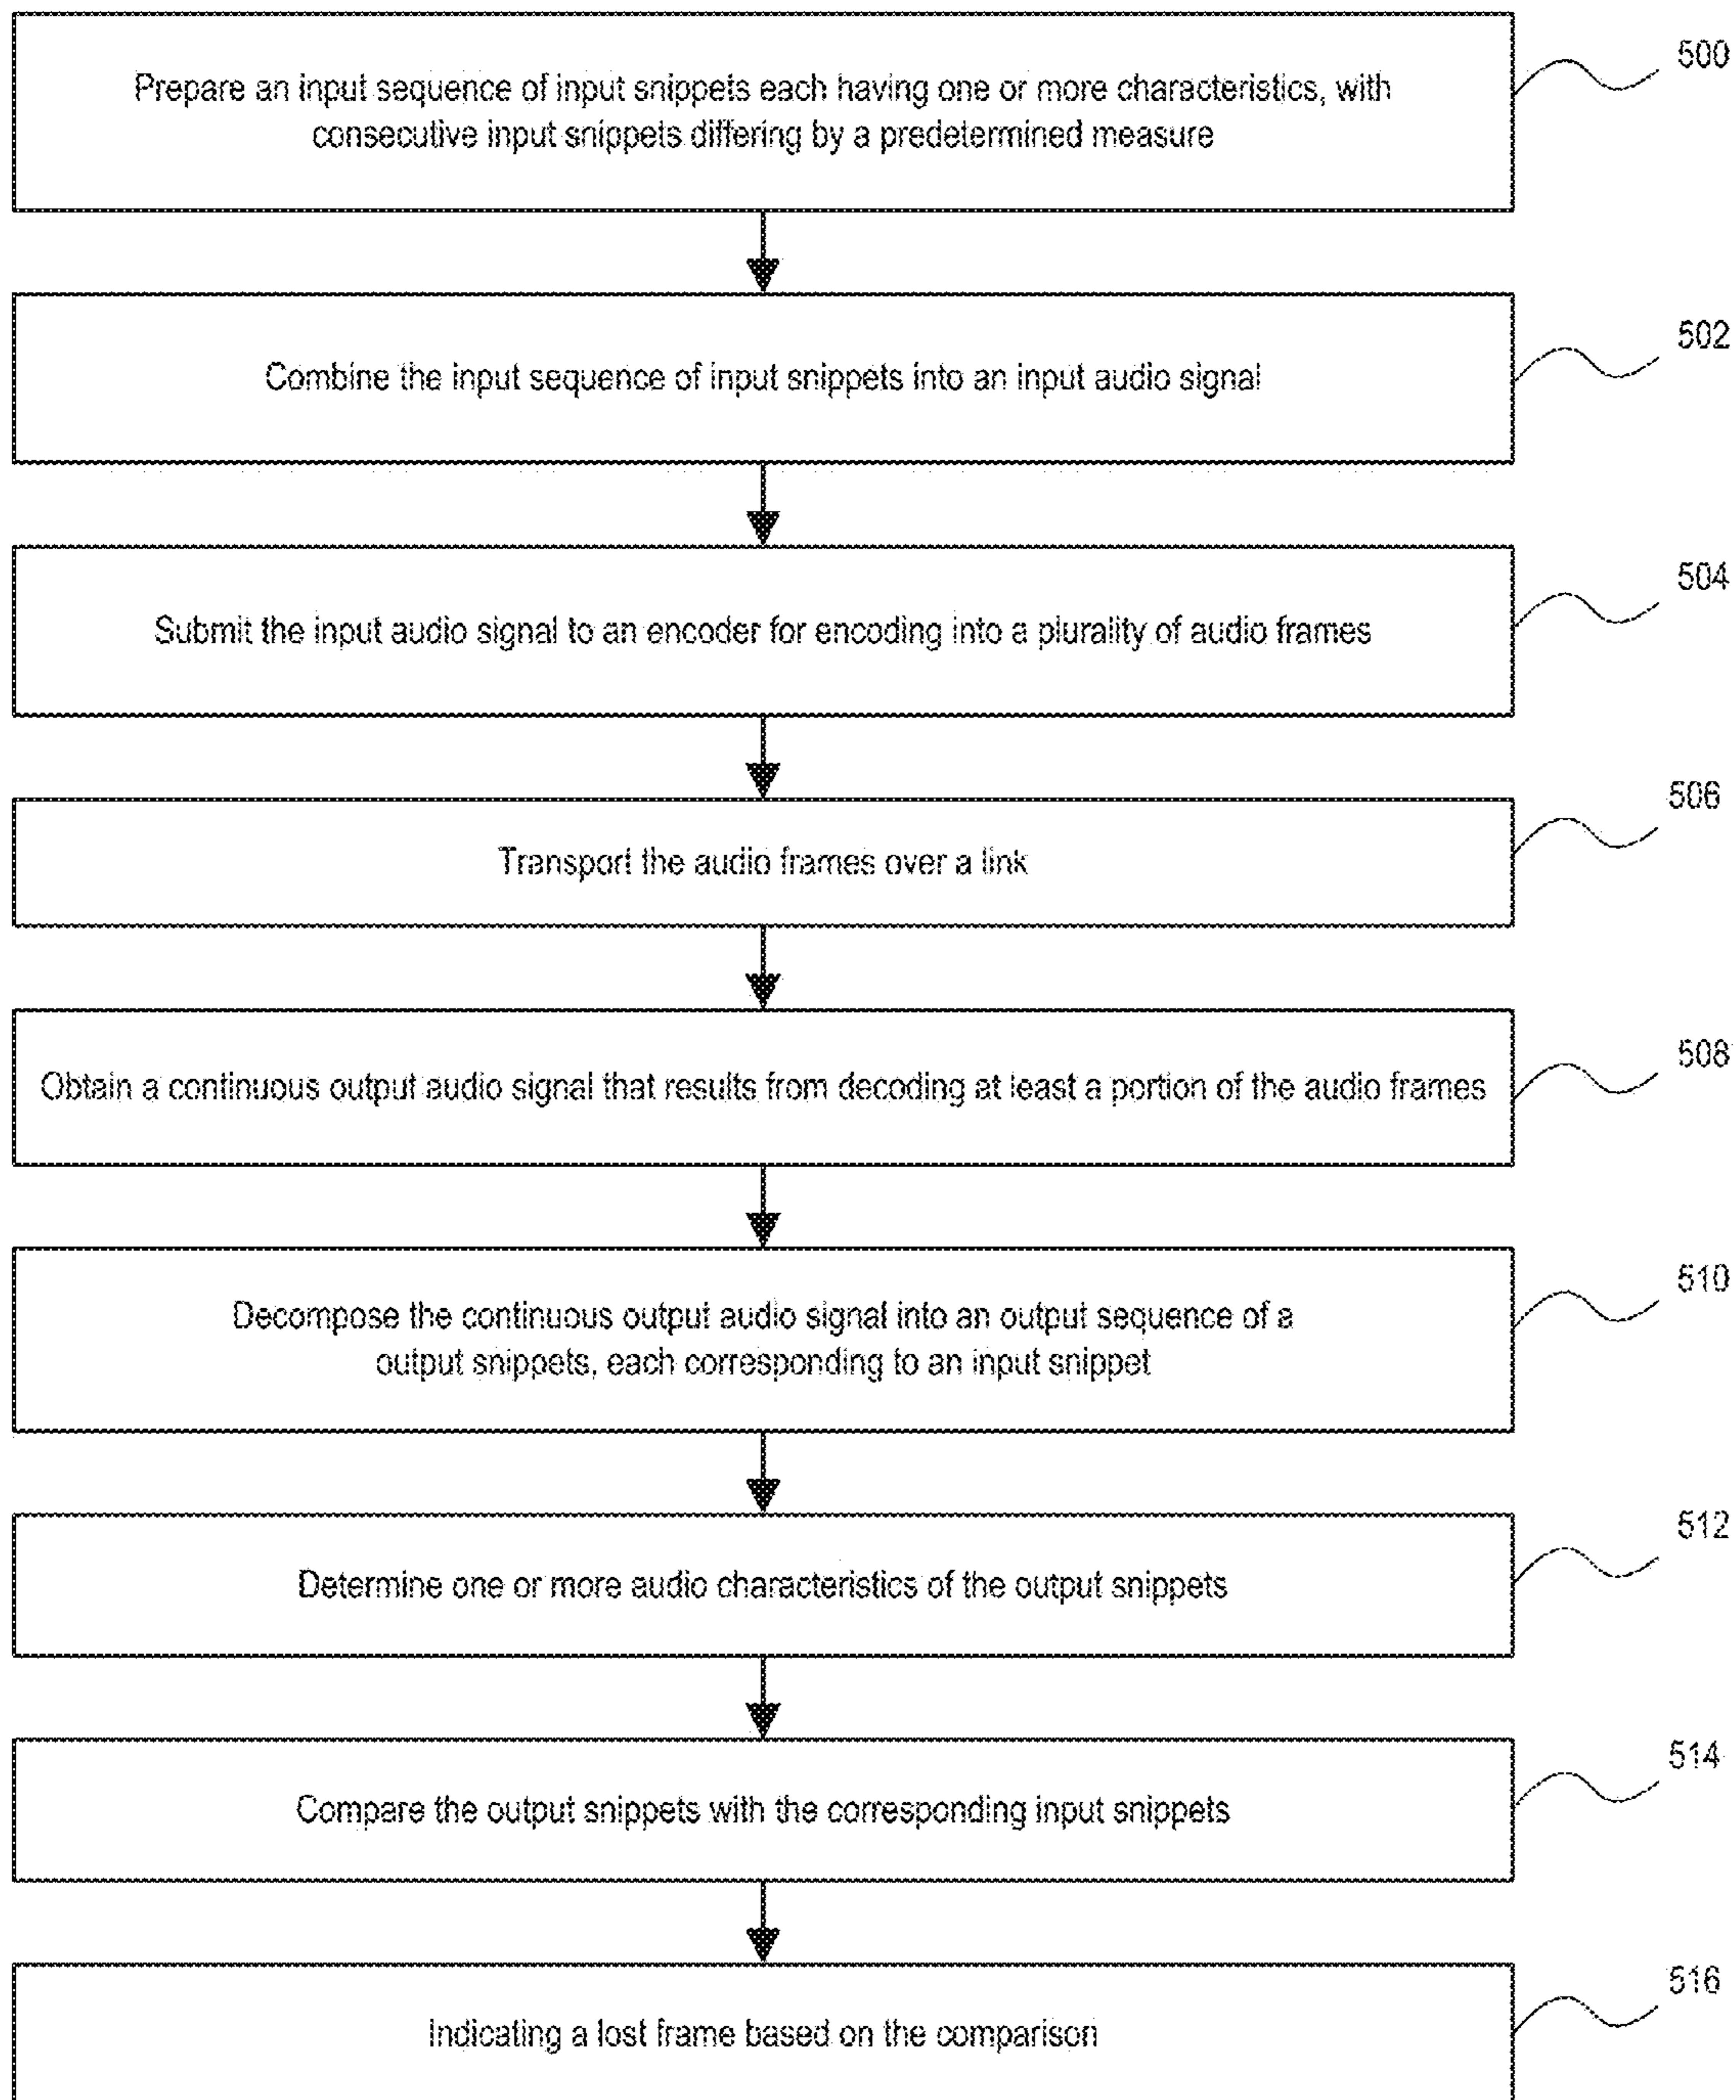 Prepare an input sequence of input snippets each having one or more characteristics, with
consecutive input snippets differing by a predetermined measure
500
Combine the input sequence of input snippets into an input audio signal
502
Submit the input audio signal to an encoder for encoding into a plurality of audio frames
504
Transport the audio frames over a link
506
Obtain a continuous output audio signal that results from decoding at least a portion of the audio frames
508
Decompose the continuous output audio signal into an output sequence of a
output snippets, each corresponding to an input snippet
510
Determine one or more audio characteristics of the output snippets
512
Compare the output snippets with the corresponding input snippets
514
Indicating a lost frame based on the comparison
516